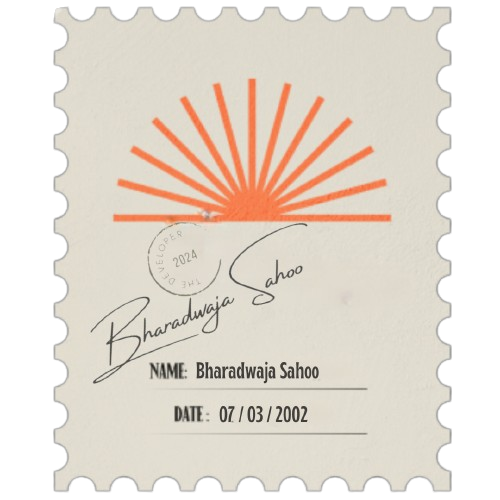 THE DEVELOPER
2024
Bharadwaja Sahoo
NAME: Bharadwaja Sahoo
DATE: 07 / 03 / 2002